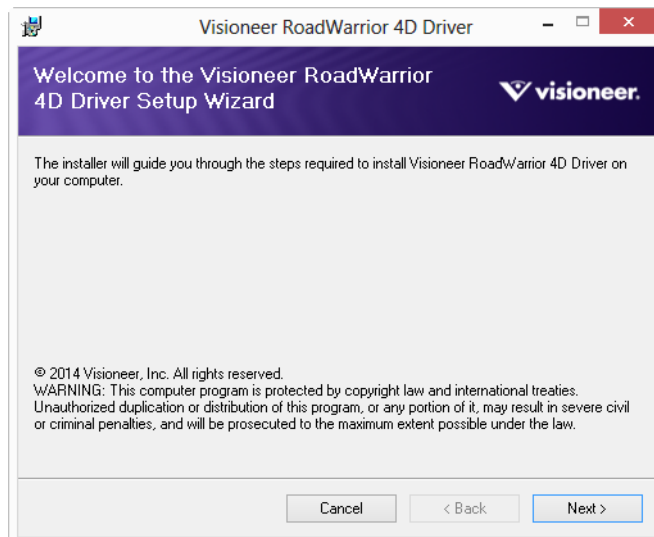 Visioneer RoadWarrior 4D Driver
Welcome to the Visioneer RoadWarrior
4D Driver Setup Wizard
visioneer.
The installer will guide you through the steps required to install Visioneer RoadWarrior 4D Driver on
your computer.
© 2014 Visioneer, Inc. All rights reserved.
WARNING: This computer program is protected by copyright law and international treaties.
Unauthorized duplication or distribution of this program, or any portion of it, may result in severe civil
or criminal penalties, and will be prosecuted to the maximum extent possible under the law.
Cancel < Back Next >